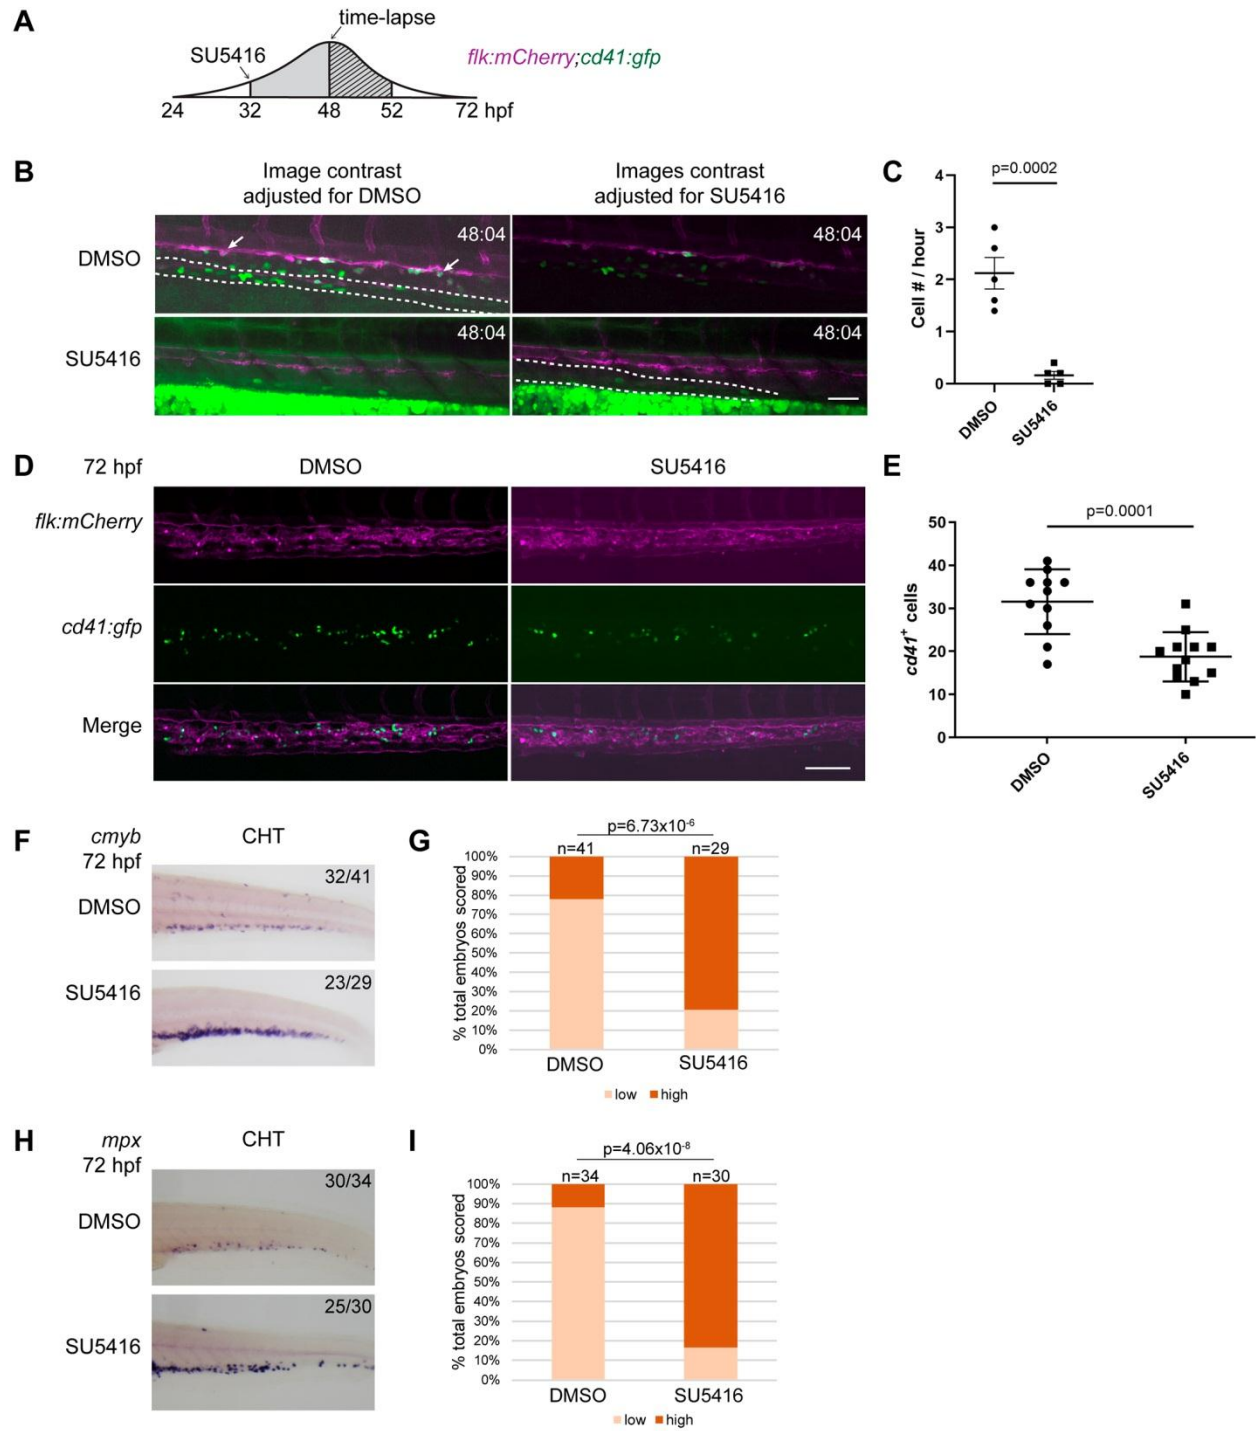 A
time-lapse
SU5416
flk:mCherry;cd41:gfp
24 32 48 52 72 hpf
B
Image contrast
adjusted for DMSO
Images contrast
adjusted for SU5416
DMSO
48:04
48:04
SU5416
48:04
48:04
C
p=0.0002
Cell # / hour
4
3
2
1
0
DMSO
SU5416
D
72 hpf
DMSO
SU5416
flk:mCherry
cd41:gfp
Merge
E
p=0.0001
cd41+ cells
50
40
30
20
10
0
DMSO
SU5416
F
cmyb
72 hpf
CHT
DMSO
32/41
SU5416
23/29
G
p=6.73x10-6
n=41 n=29
% total embryos scored
100%
90%
80%
70%
60%
50%
40%
30%
20%
10%
0%
DMSO SU5416
low high
H
mpx
72 hpf
CHT
DMSO
30/34
SU5416
25/30
I
p=4.06x10-8
n=34 n=30
% total embryos scored
100%
90%
80%
70%
60%
50%
40%
30%
20%
10%
0%
DMSO SU5416
low high